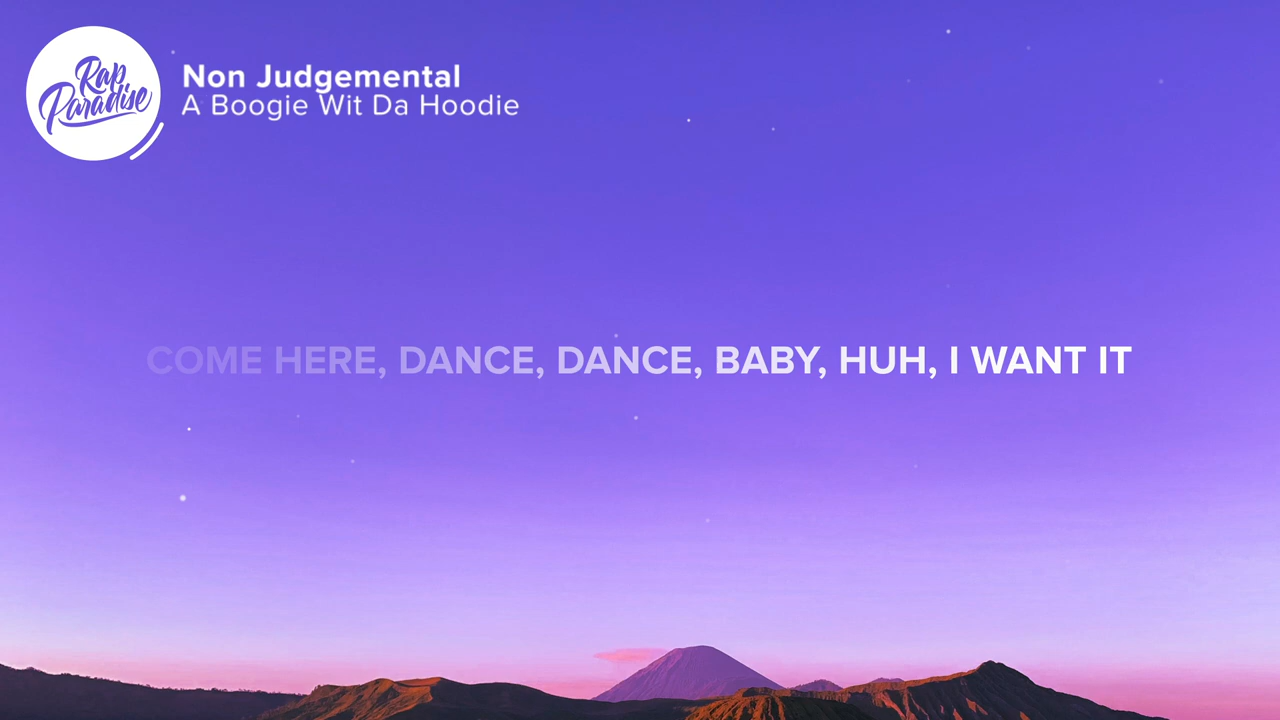 Rap
Paradise
Non Judgemental
A Boogie Wit Da Hoodie
COME HERE, DANCE, DANCE, BABY, HUH, I WANT IT